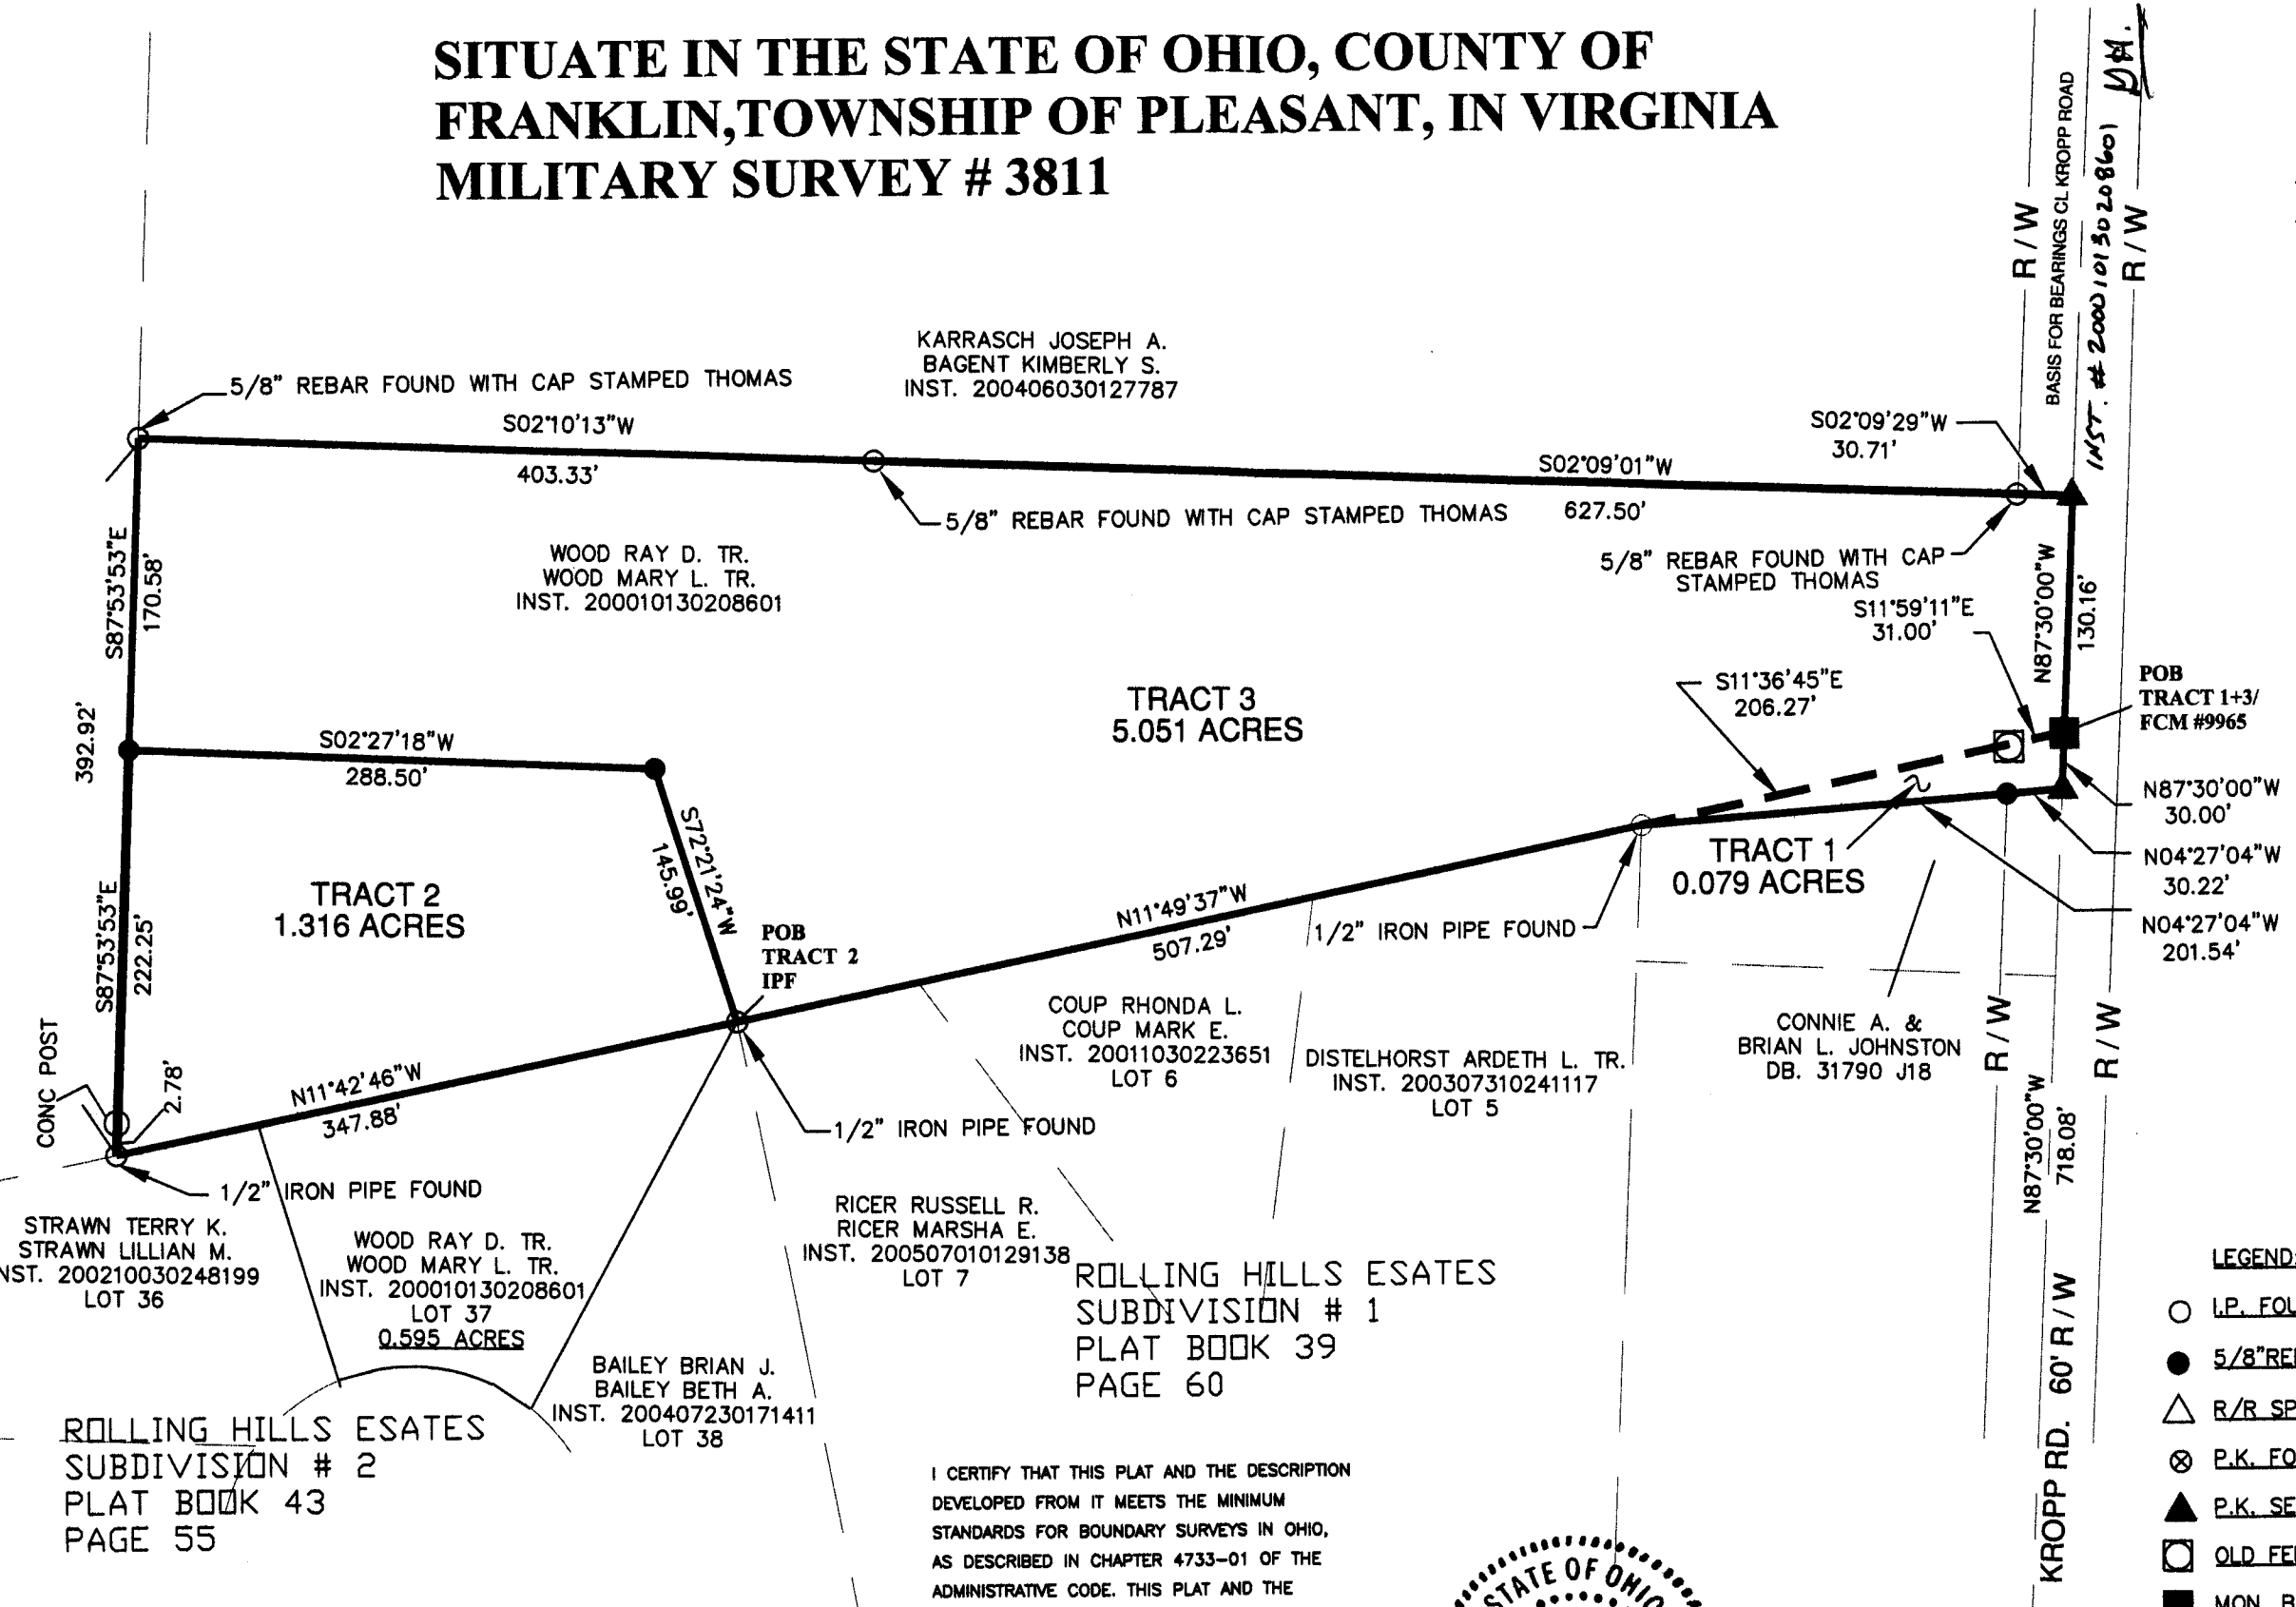 SITUATE IN THE STATE OF OHIO, COUNTY OF
FRANKLIN,TOWNSHIP OF PLEASANT, IN VIRGINIA
MILITARY SURVEY # 3811
R/W
BASIS FOR BEARINGS CL KROPP ROAD
INST. # 200010130208601
R/W
KARRASCH JOSEPH A.
BAGENT KIMBERLY S.
INST. 200406030127787
5/8" REBAR FOUND WITH CAP STAMPED THOMAS
S02°10'13"W
403.33'
S02°09'29"W
30.71'
S02°09'01"W
627.50'
5/8" REBAR FOUND WITH CAP STAMPED THOMAS
5/8" REBAR FOUND WITH CAP
STAMPED THOMAS
WOOD RAY D. TR.
WOOD MARY L. TR.
INST. 200010130208601
S87°53'53"E
170.58'
392.92'
S11°59'11"E
31.00'
N87°30'00"W
130.16'
S11°36'45"E
206.27'
POB
TRACT 1+3/
FCM #9965
TRACT 3
5.051 ACRES
S02°27'18"W
288.50'
S72°21'24"W
145.99'
N87°30'00"W
30.00'
N04°27'04"W
30.22'
N04°27'04"W
201.54'
TRACT 1
0.079 ACRES
TRACT 2
1.316 ACRES
S87°53'53"E
222.25'
POB
TRACT 2
IPF
N11°49'37"W
507.29'
1/2" IRON PIPE FOUND
CONC POST
2.78'
N11°42'46"W
347.88'
1/2" IRON PIPE FOUND
1/2" IRON PIPE FOUND
COUP RHONDA L.
COUP MARK E.
INST. 20011030223651
LOT 6
DISTELHORST ARDETH L. TR.
INST. 200307310241117
LOT 5
CONNIE A. &
BRIAN L. JOHNSTON
DB. 31790 J18
R/W
R/W
N87°30'00"W
718.08'
STRAWN TERRY K.
STRAWN LILLIAN M.
NST. 200210030248199
LOT 36
WOOD RAY D. TR.
WOOD MARY L. TR.
INST. 200010130208601
LOT 37
0.595 ACRES
RICER RUSSELL R.
RICER MARSHA E.
INST. 200507010129138
LOT 7
BAILEY BRIAN J.
BAILEY BETH A.
INST. 200407230171411
LOT 38
ROLLING HILLS ESATES
SUBDIVISION # 1
PLAT BOOK 39
PAGE 60
ROLLING HILLS ESATES
SUBDIVISION # 2
PLAT BOOK 43
PAGE 55
KROPP RD. 60' R/W
I CERTIFY THAT THIS PLAT AND THE DESCRIPTION
DEVELOPED FROM IT MEETS THE MINIMUM
STANDARDS FOR BOUNDARY SURVEYS IN OHIO,
AS DESCRIBED IN CHAPTER 4733-01 OF THE
ADMINISTRATIVE CODE. THIS PLAT AND THE
STATE OF OHIO
LEGEND:
I.P. FOU
5/8"RE
R/R SP
P.K. FO
P.K. SE
OLD FE
MON.